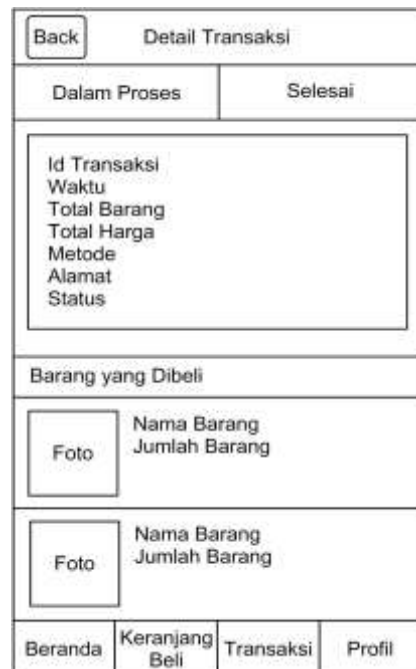 Back
Detail Transaksi
Dalam Proses
Selesai
Id Transaksi
Waktu
Total Barang
Total Harga
Metode
Alamat
Status
Barang yang Dibeli
Foto
Nama Barang
Jumlah Barang
Foto
Nama Barang
Jumlah Barang
Beranda
Keranjang
Beli
Transaksi
Profil